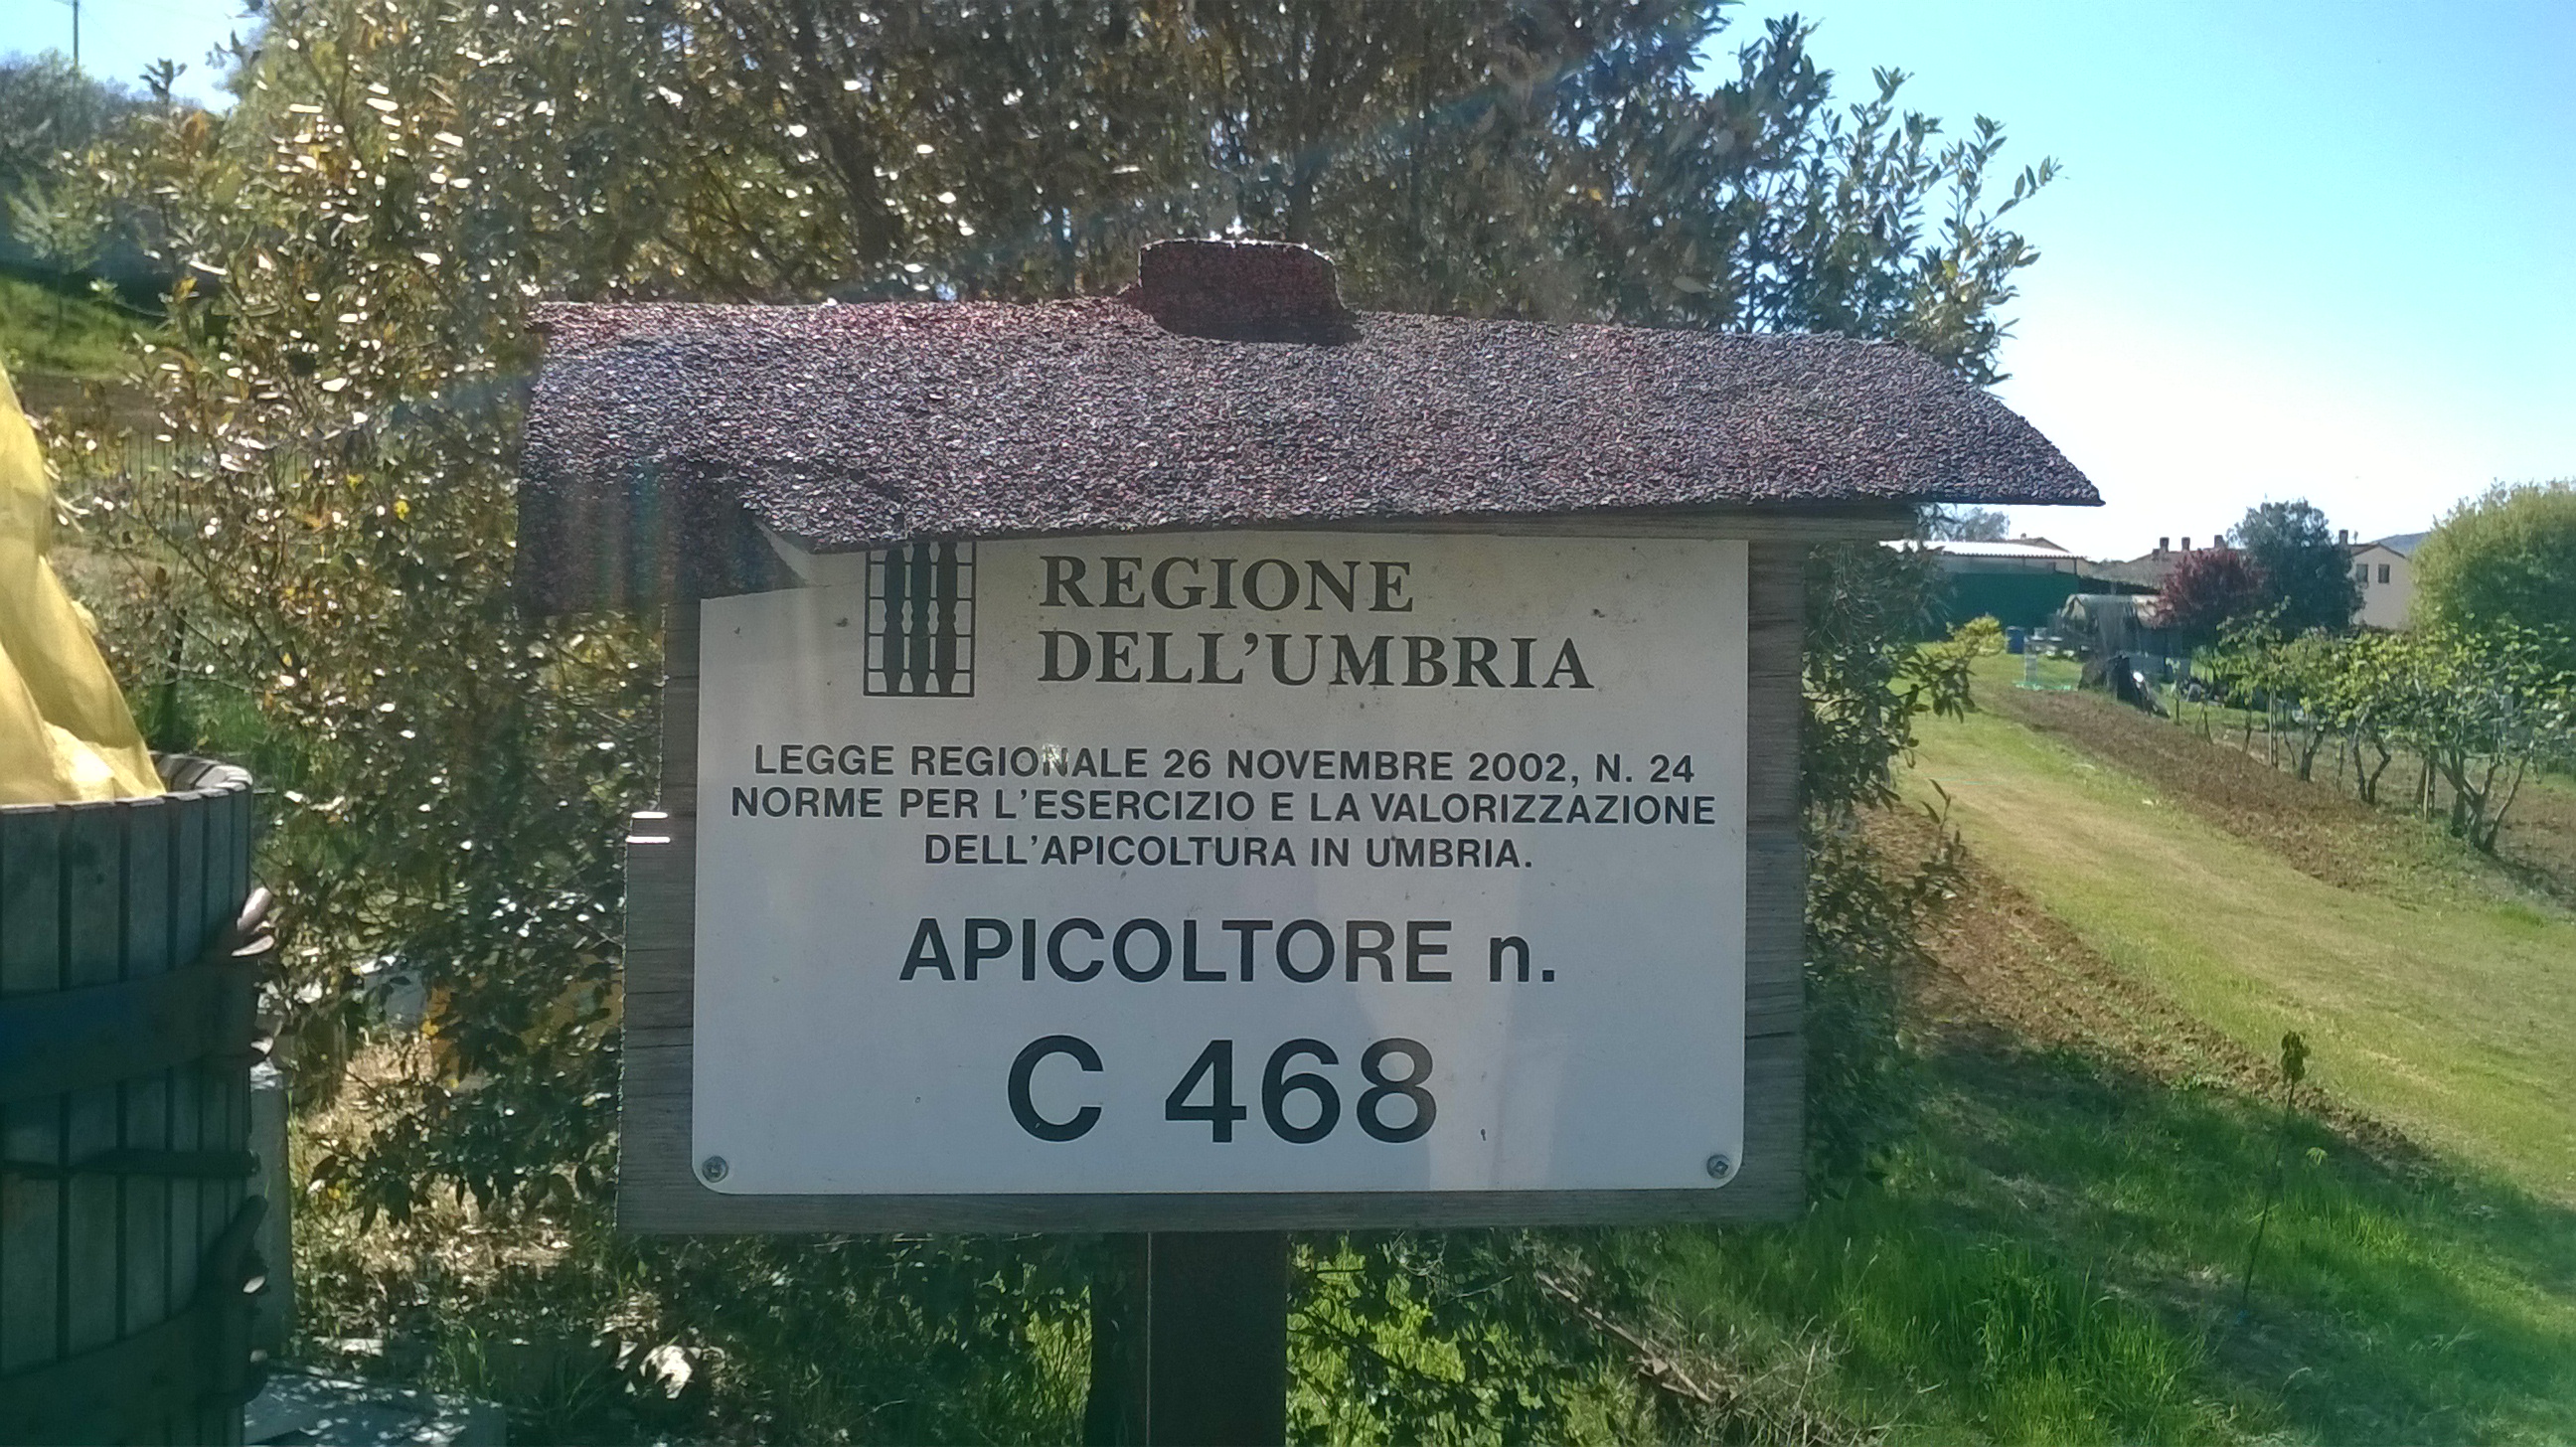 REGIONE
DELL'UMBRIA
LEGGE REGIONALE 26 NOVEMBRE 2002, N. 24
NORME PER L'ESERCIZIO E LA VALORIZZAZIONE
DELL'APICOLTURA IN UMBRIA.
APICOLTORE n.
C 468